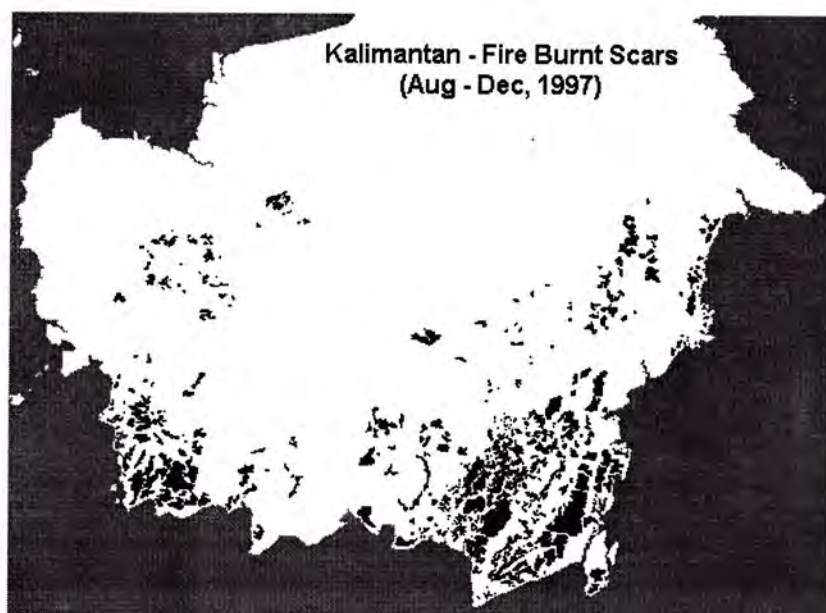 Kalimantan - Fire Burnt Scars
(Aug - Dec, 1997)